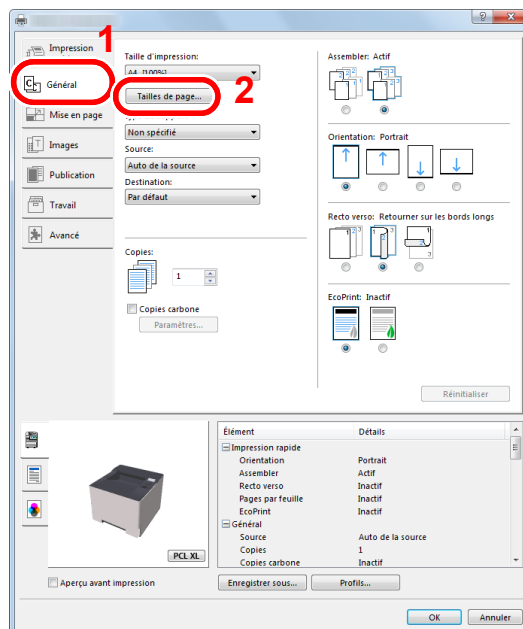 ? X
Impression
1
Général
Mise en page
Images
Publication
Travail
Avancé
Taille d'impression:
A4 [100%]
Tailles de page...
2
Non spécifié
Source:
Auto de la source
Destination:
Par défaut
Copies:
1
Copies carbone
Paramètres...
Assembler: Actif
Orientation: Portrait
Recto verso: Retourner sur les bords longs
EcoPrint: Inactif
Réinitialiser
PCL XL
Aperçu avant impression
Élément Détails
Impression rapide
Orientation Portrait
Assembler Actif
Recto verso Inactif
Pages par feuille Inactif
EcoPrint Inactif
Général
Source Auto de la source
Copies 1
Copies carbone Inactif
Enregistrer sous... Profils...
OK Annuler